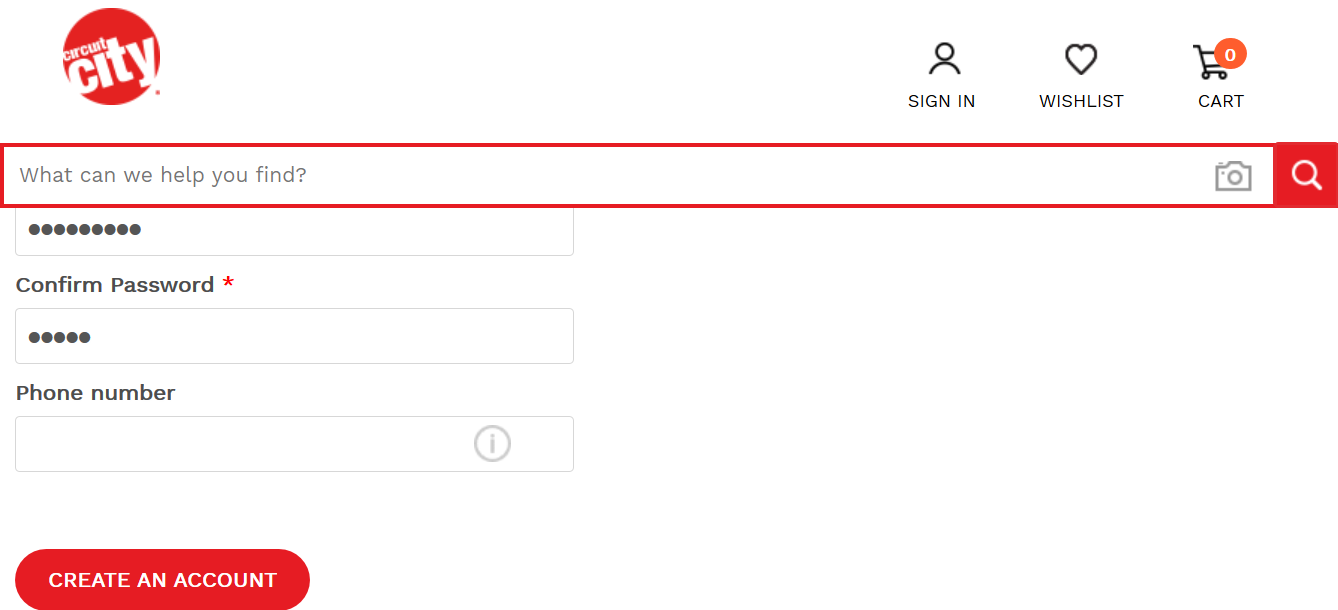 circuit
city
SIGN IN
WISHLIST
0
CART
What can we help you find?
•••••••••
Confirm Password *
•••••
Phone number
CREATE AN ACCOUNT